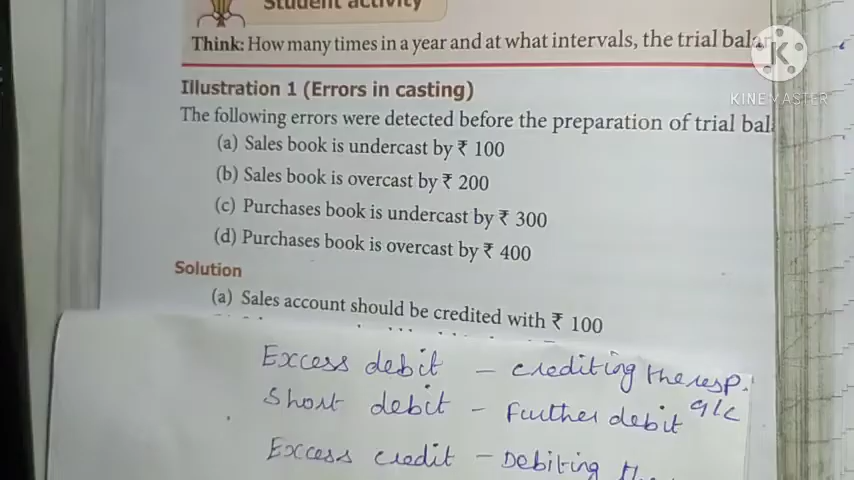 Student activity
Think: How many times in a year and at what intervals, the trial
KINEMASTER
Illustration 1 (Errors in casting)
The following errors were detected before the preparation of trial
(a) Sales book is undercast by ₹ 100
(b) Sales book is overcast by ₹ 200
(c) Purchases book is undercast by ₹ 300
(d) Purchases book is overcast by ₹ 400
Solution
(a) Sales account should be credited with ₹ 100
Excess debit – crediting the resp. a/c
Short debit – Further debit
Excess credit – Debiting